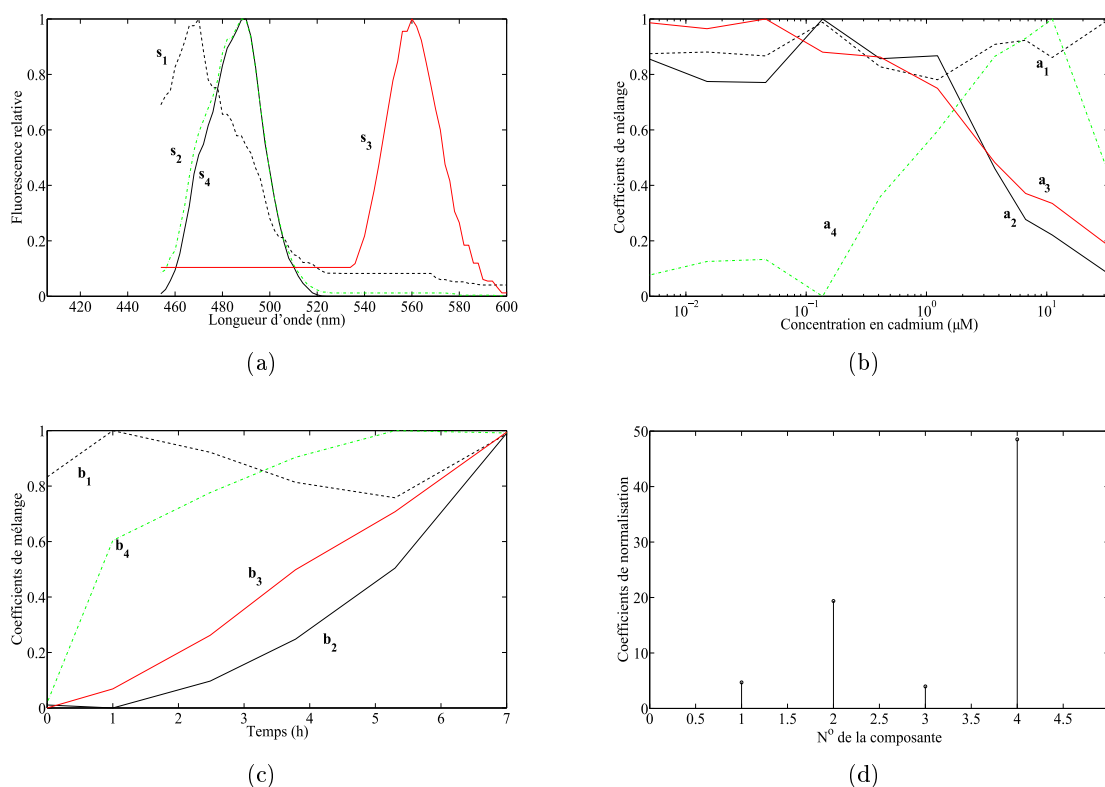 1
0.8
0.6
0.4
0.2
0
Fluorescence relative
s1
s2
s4
s3
420 440 460 480 500 520 540 560 580 600
Longueur d'onde (nm)
(a)
1
0.8
0.6
0.4
0.2
0
Coefficients de mélange
a1
a3
a2
a4
10−2 10−1 100 101
Concentration en cadmium (µM)
(b)
1
0.8
0.6
0.4
0.2
0
Coefficients de mélange
b1
b4
b3
b2
0 1 2 3 4 5 6 7
Temps (h)
(c)
50
40
30
20
10
0
Coefficients de normalisation
0 0.5 1 1.5 2 2.5 3 3.5 4 4.5
No de la composante
(d)